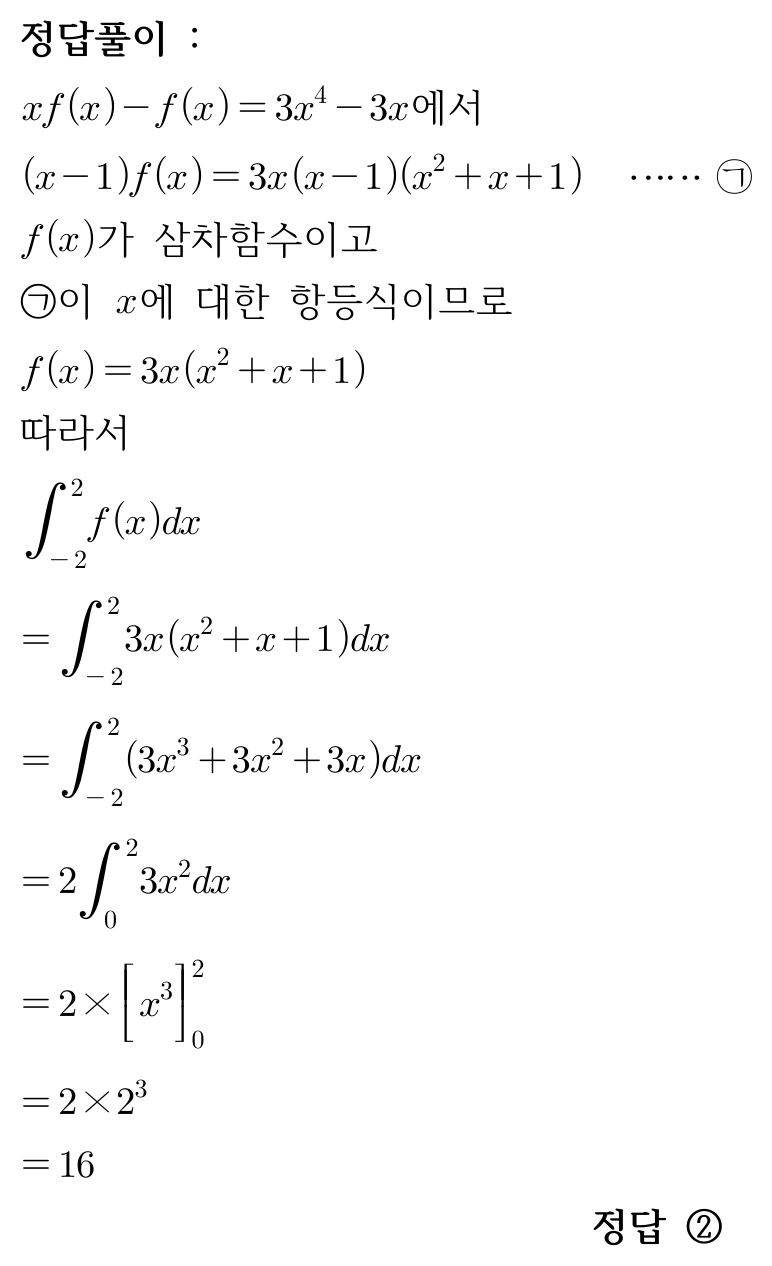 정답풀이 :
xf(x)−f(x)=3x⁴−3x에서
(x−1)f(x)=3x(x−1)(x²+x+1) …… ㉠
f(x)가 삼차함수이고
㉠이 x에 대한 항등식이므로
f(x)=3x(x²+x+1)
따라서
∫₋₂² f(x)dx
=∫₋₂² 3x(x²+x+1)dx
=∫₋₂² (3x³+3x²+3x)dx
=2∫₀² 3x²dx
=2×[x³]₀²
=2×2³
=16
정답 ②